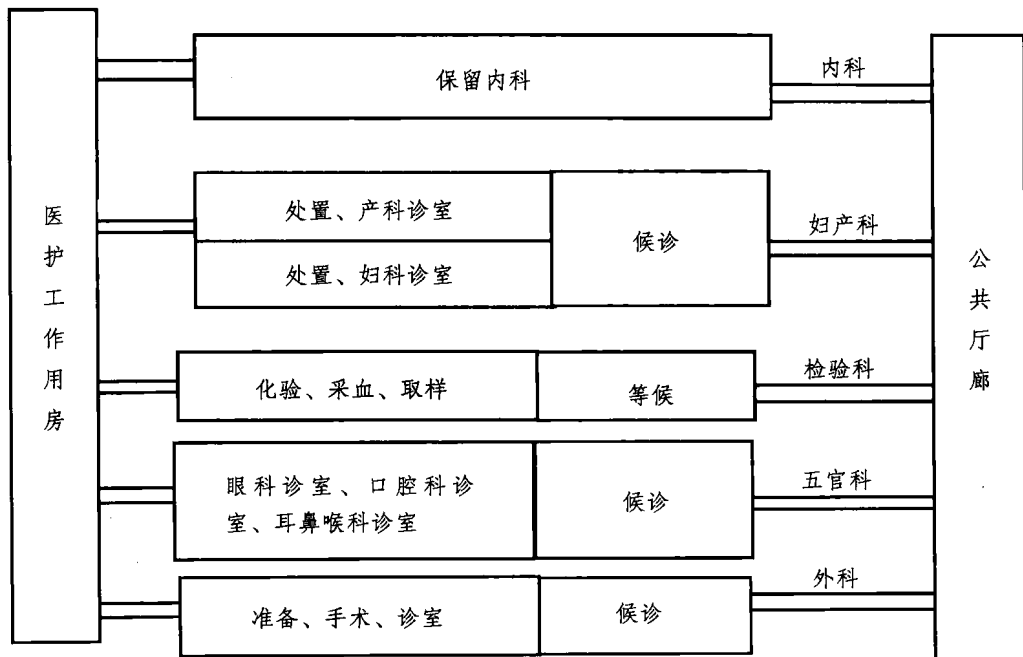 医护工作用房
保留内科
内科
处置、产科诊室
处置、妇科诊室
候诊
妇产科
化验、采血、取样
等候
检验科
眼科诊室、口腔科诊
室、耳鼻喉科诊室
候诊
五官科
准备、手术、诊室
候诊
外科
公共厅廊